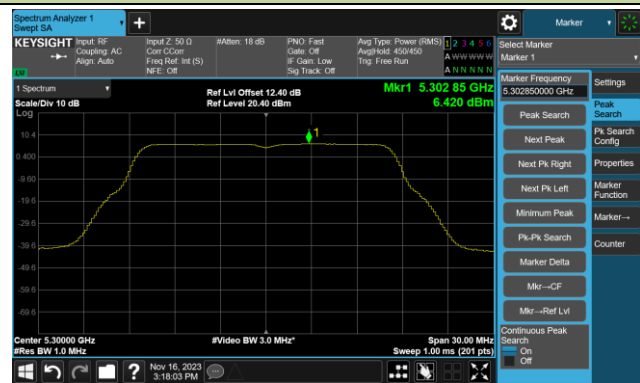 Spectrum Analyzer 1
Swept SA
+
Marker
KEYSIGHT
Input: RF
Coupling: AC
Align: Auto
Input Z: 50 Ω
Corr CCorr
Freq Ref: Int (S)
NFE: Off
#Atten: 18 dB
PNO: Fast
Gate: Off
IF Gain: Low
Sig Track: Off
Avg Type: Power (RMS)
Avg|Hold: 450/450
Trig: Free Run
1 2 3 4 5 6
A W W W W W
A N N N N N
LU
Select Marker
Marker 1
1 Spectrum
Scale/Div 10 dB
Log
Ref Lvl Offset 12.40 dB
Ref Level 20.40 dBm
Mkr1 5.302 85 GHz
6.420 dBm
1
10.4
0.400
-9.60
-19.6
-29.6
-39.6
-49.6
-59.6
-69.6
Center 5.30000 GHz
#Res BW 1.0 MHz
#Video BW 3.0 MHz*
Span 30.00 MHz
Sweep 1.00 ms (201 pts)
Marker Frequency
5.302850000 GHz
Peak Search
Next Peak
Next Pk Right
Next Pk Left
Minimum Peak
Pk-Pk Search
Marker Delta
Mkr→CF
Mkr→Ref Lvl
Continuous Peak
Search
On
Off
Settings
Peak
Search
Pk Search
Config
Properties
Marker
Function
Marker→
Counter
?
Nov 16, 2023
3:18:03 PM